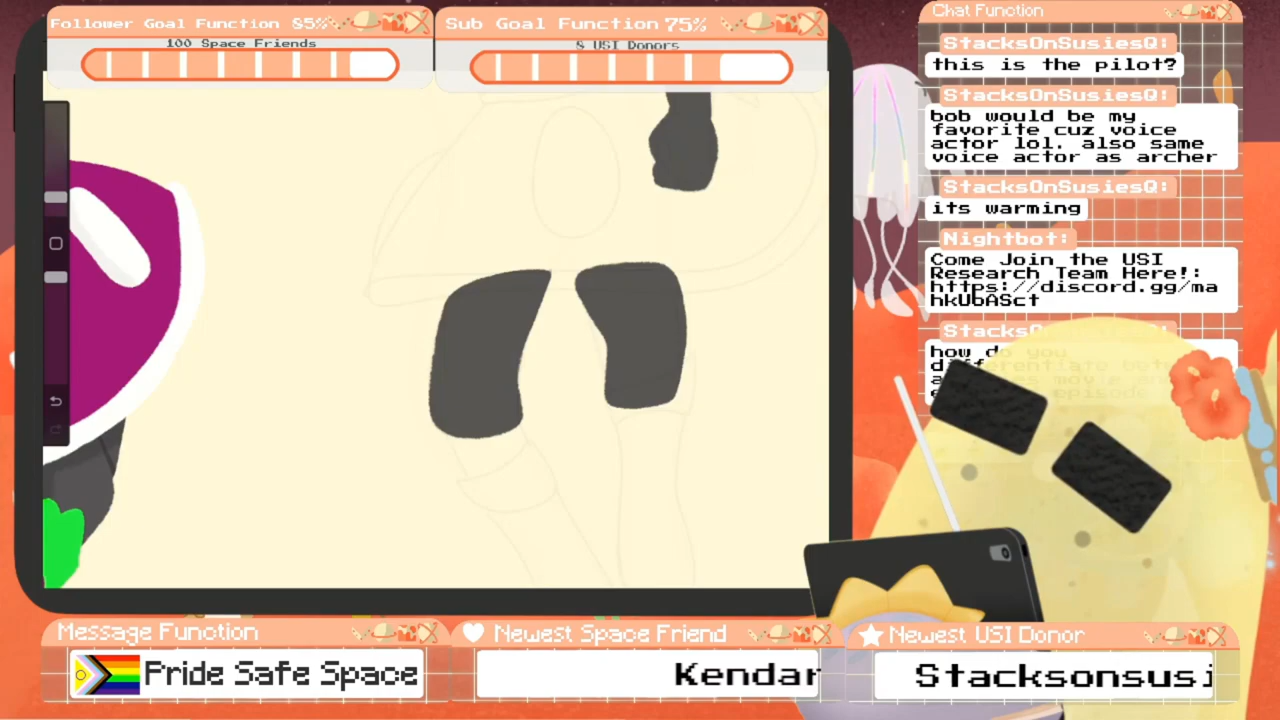 Follower Goal Function 85%
100 Space Friends
Sub Goal Function 75%
8 USI Donors
Chat Function
StacksOnSusiesQ:
this is the pilot?
StacksOnSusiesQ:
bob would be my
favorite cuz voice
actor lol. also same
voice actor as archer
StacksOnSusiesQ:
its warming
Nightbot:
Come Join the USI
Research Team Here!:
https://discord.gg/ma
hkUbASct
how do you
Message Function
Pride Safe Space
Newest Space Friend
Kendar
Newest USI Donor
Stacksonsusi